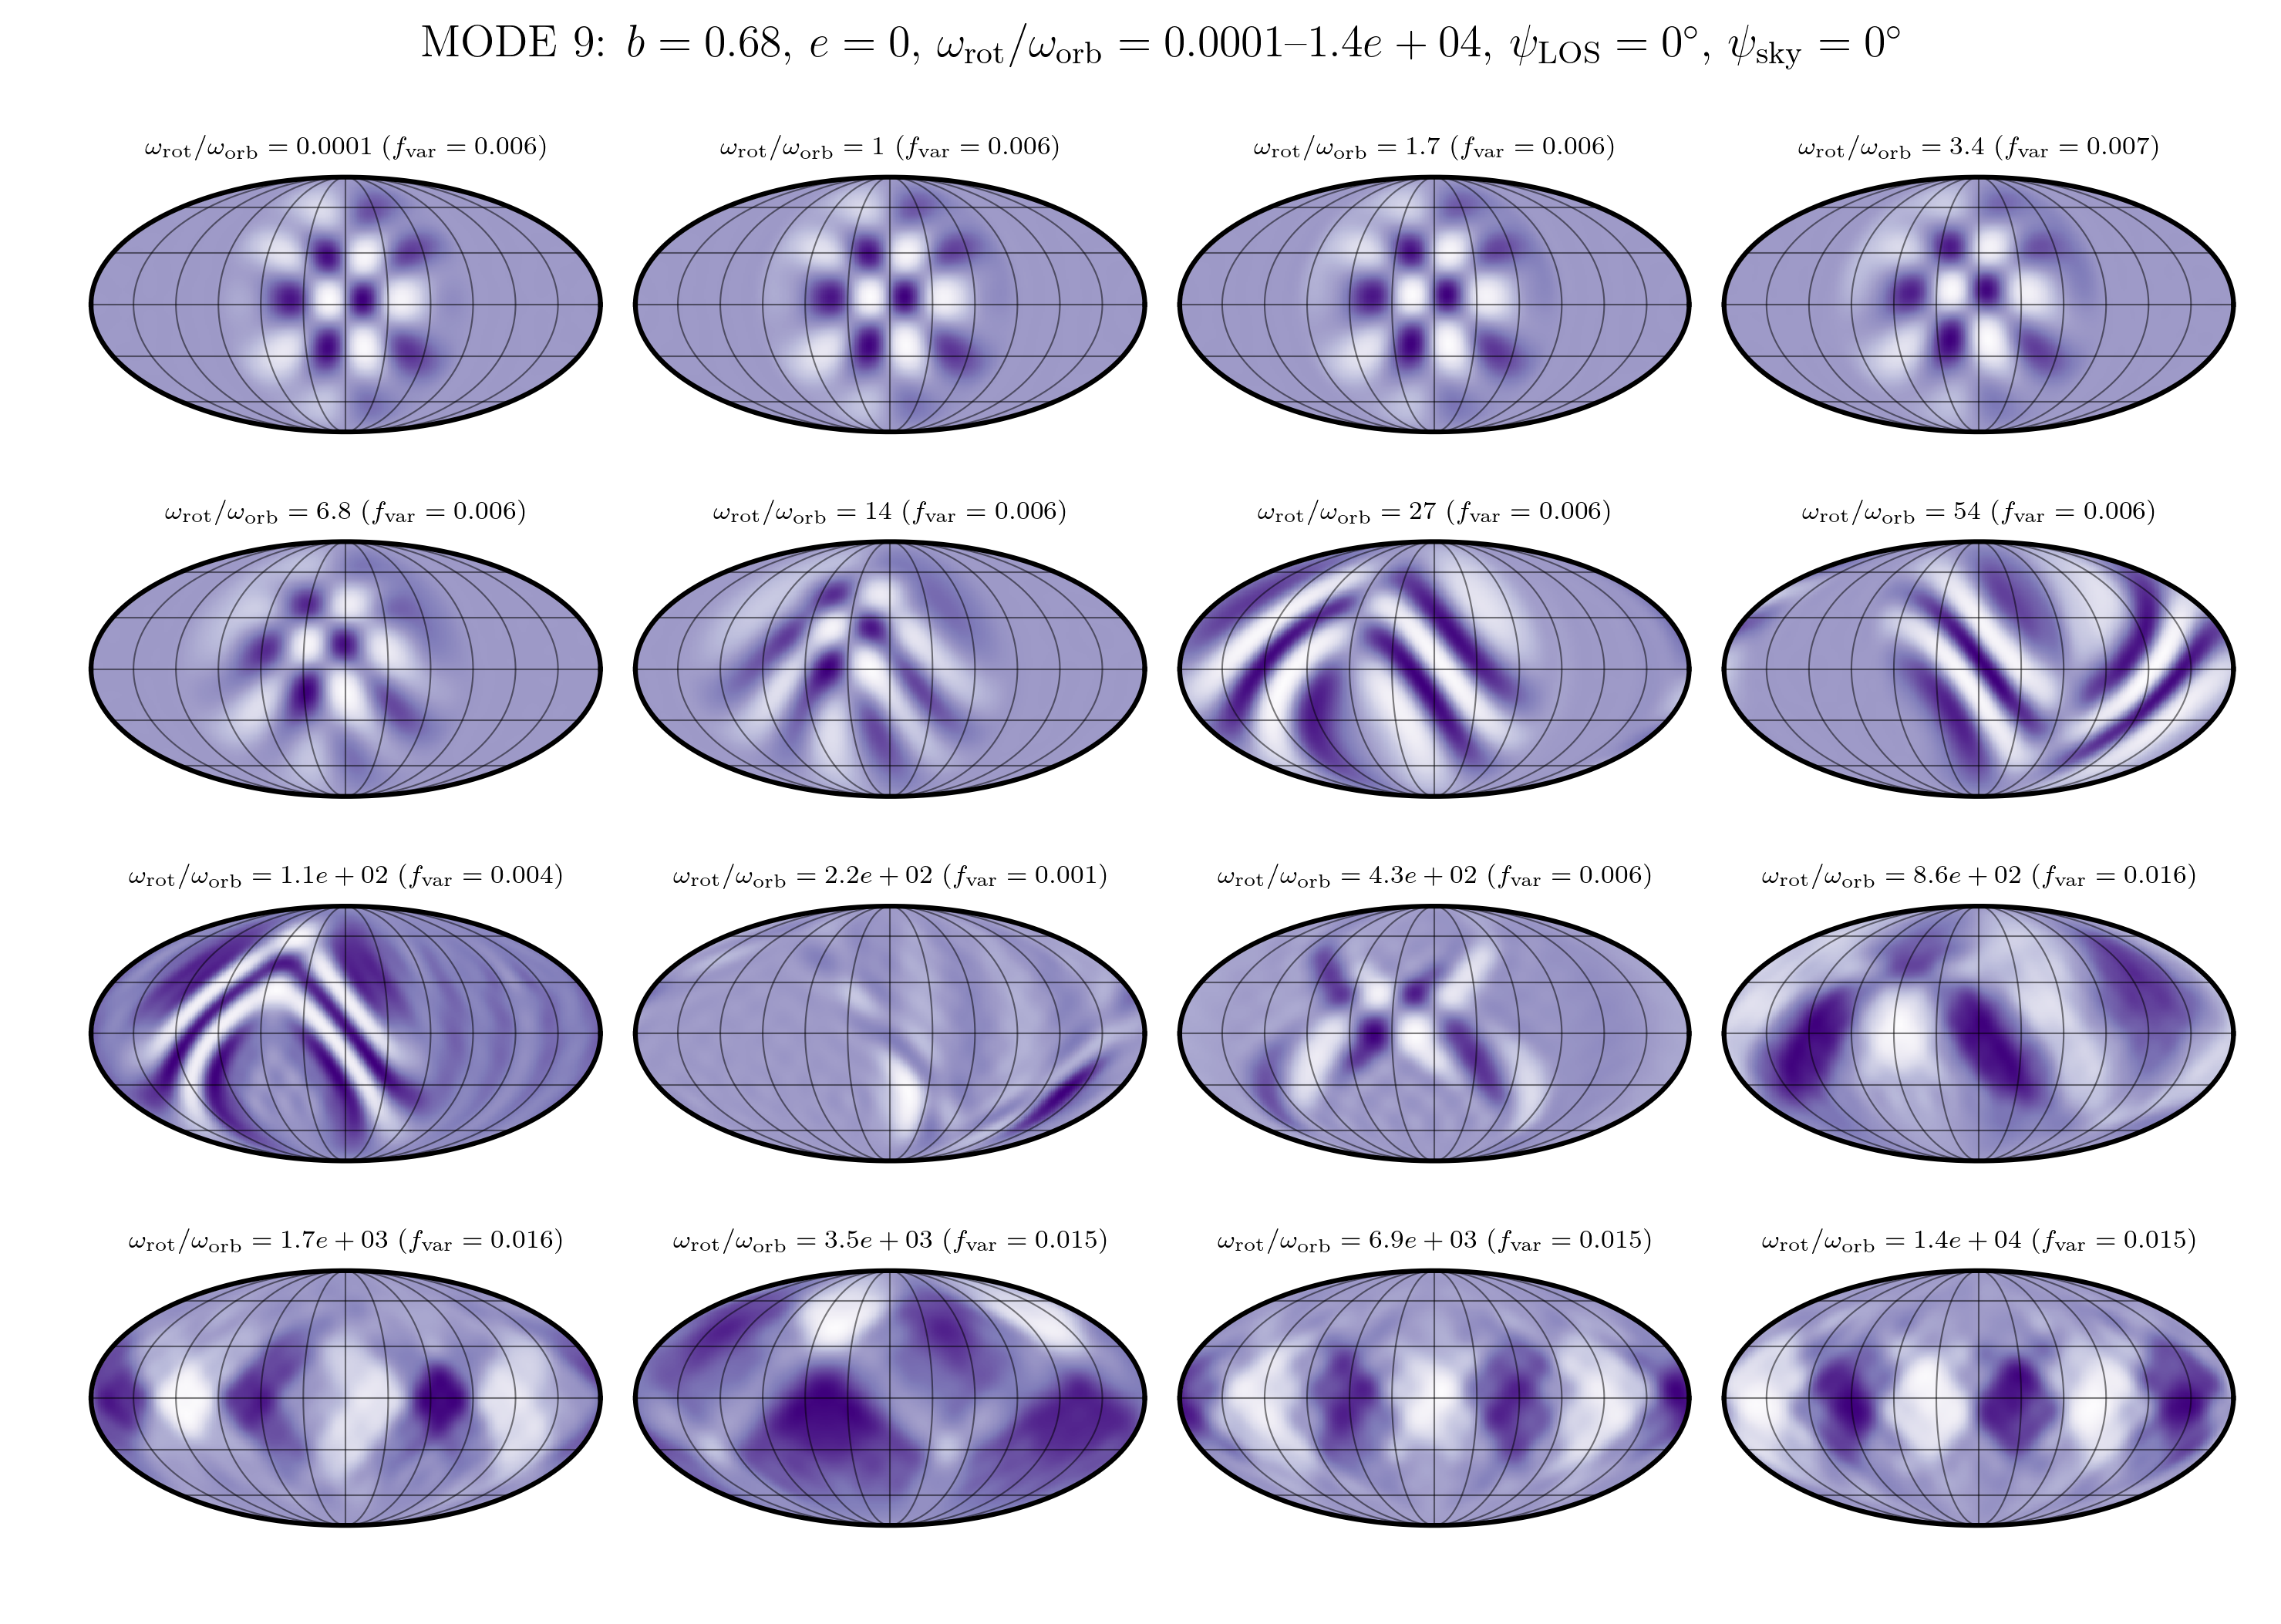 MODE 9: b = 0.68, e = 0, ω_rot/ω_orb = 0.0001–1.4e + 04, ψ_LOS = 0°, ψ_sky = 0°
ω_rot/ω_orb = 0.0001 (f_var = 0.006)
ω_rot/ω_orb = 1 (f_var = 0.006)
ω_rot/ω_orb = 1.7 (f_var = 0.006)
ω_rot/ω_orb = 3.4 (f_var = 0.007)
ω_rot/ω_orb = 6.8 (f_var = 0.006)
ω_rot/ω_orb = 14 (f_var = 0.006)
ω_rot/ω_orb = 27 (f_var = 0.006)
ω_rot/ω_orb = 54 (f_var = 0.006)
ω_rot/ω_orb = 1.1e + 02 (f_var = 0.004)
ω_rot/ω_orb = 2.2e + 02 (f_var = 0.001)
ω_rot/ω_orb = 4.3e + 02 (f_var = 0.006)
ω_rot/ω_orb = 8.6e + 02 (f_var = 0.016)
ω_rot/ω_orb = 1.7e + 03 (f_var = 0.016)
ω_rot/ω_orb = 3.5e + 03 (f_var = 0.015)
ω_rot/ω_orb = 6.9e + 03 (f_var = 0.015)
ω_rot/ω_orb = 1.4e + 04 (f_var = 0.015)